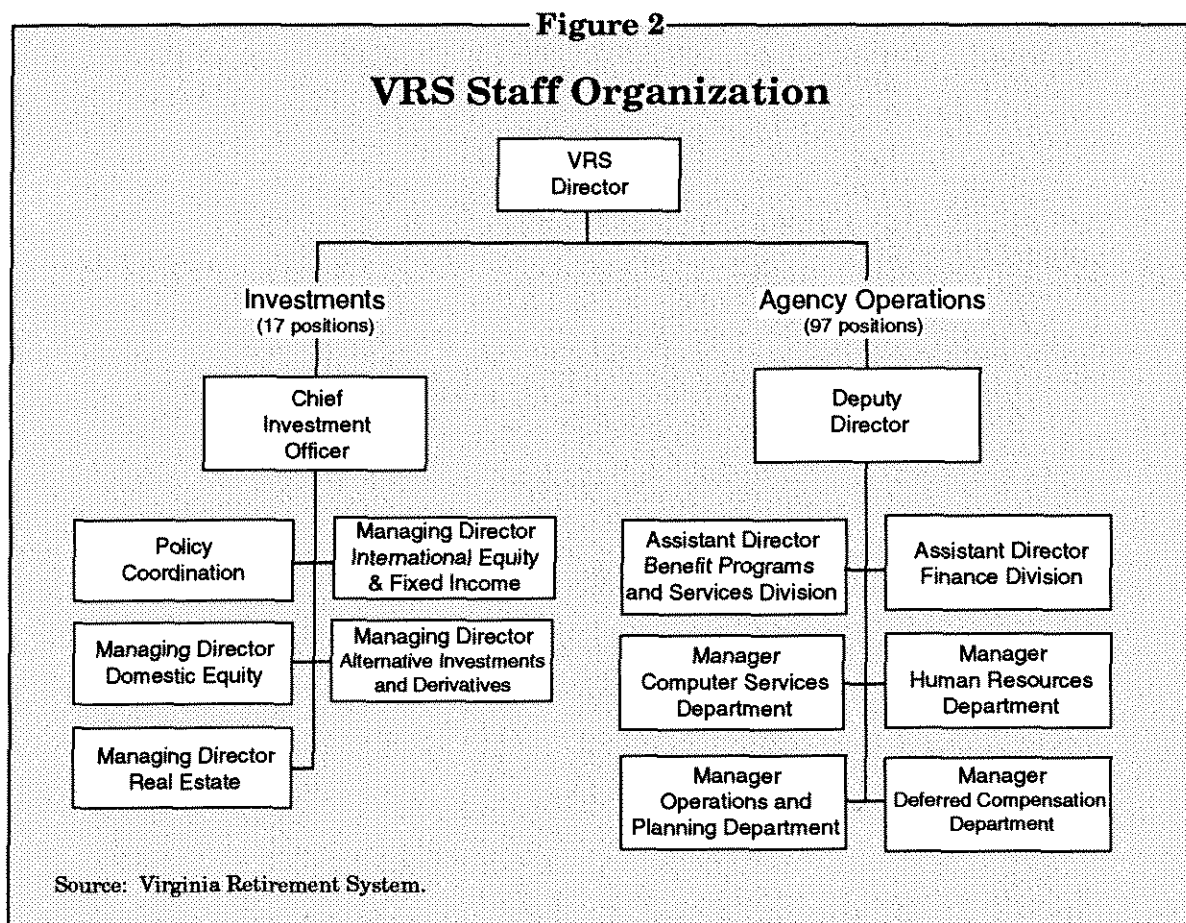 Figure 2
VRS Staff Organization
VRS
Director
Investments
(17 positions)
Agency Operations
(97 positions)
Chief
Investment
Officer
Deputy
Director
Policy
Coordination
Managing Director
International Equity
& Fixed Income
Managing Director
Domestic Equity
Managing Director
Alternative Investments
and Derivatives
Managing Director
Real Estate
Assistant Director
Benefit Programs
and Services Division
Assistant Director
Finance Division
Manager
Computer Services
Department
Manager
Human Resources
Department
Manager
Operations and
Planning Department
Manager
Deferred Compensation
Department
Source: Virginia Retirement System.